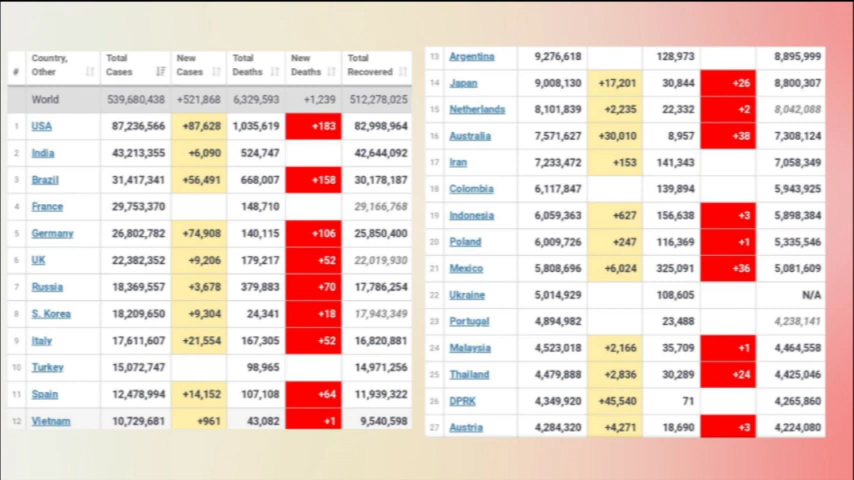 # Country, Other Total Cases New Cases Total Deaths New Deaths Total Recovered
World 539,680,438 +521,868 6,329,593 +1,239 512,278,025
1 USA 87,236,566 +87,628 1,035,619 +183 82,998,964
2 India 43,213,355 +6,090 524,747 42,644,092
3 Brazil 31,417,341 +56,491 668,007 +158 30,178,187
4 France 29,753,370 148,710 29,166,768
5 Germany 26,802,782 +74,908 140,115 +106 25,850,400
6 UK 22,382,352 +9,206 179,217 +52 22,019,930
7 Russia 18,369,557 +3,678 379,883 +70 17,786,254
8 S. Korea 18,209,650 +9,304 24,341 +18 17,943,349
9 Italy 17,611,607 +21,554 167,305 +52 16,820,881
10 Turkey 15,072,747 98,965 14,971,256
11 Spain 12,478,994 +14,152 107,108 +64 11,939,322
12 Vietnam 10,729,681 +961 43,082 +1 9,540,598
13 Argentina 9,276,618 128,973 8,895,999
14 Japan 9,008,130 +17,201 30,844 +26 8,800,307
15 Netherlands 8,101,839 +2,235 22,332 +2 8,042,088
16 Australia 7,571,627 +30,010 8,957 +38 7,308,124
17 Iran 7,233,472 +153 141,343 7,058,349
18 Colombia 6,117,847 139,894 5,943,925
19 Indonesia 6,059,363 +627 156,638 +3 5,898,384
20 Poland 6,009,726 +247 116,369 +1 5,335,546
21 Mexico 5,808,696 +6,024 325,091 +36 5,081,609
22 Ukraine 5,014,929 108,605 N/A
23 Portugal 4,894,982 23,488 4,238,141
24 Malaysia 4,523,018 +2,166 35,709 +1 4,464,558
25 Thailand 4,479,888 +2,836 30,289 +24 4,425,046
26 DPRK 4,349,920 +45,540 71 4,265,860
27 Austria 4,284,320 +4,271 18,690 +3 4,224,080